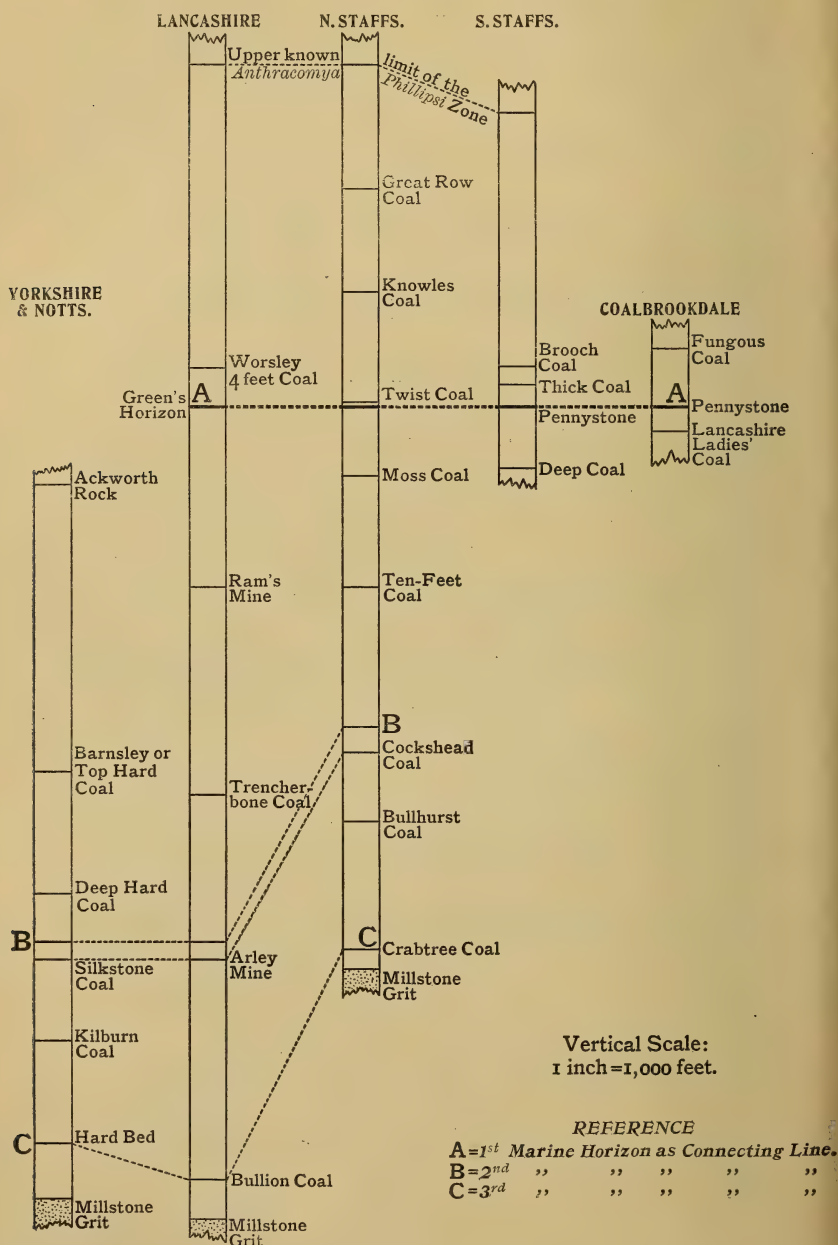 LANCASHIRE
N. STAFFS.
S. STAFFS.
Upper known
Anthracomya
limit of the
Phillipsi Zone
Great Row
Coal
Knowles
Coal
YORKSHIRE
& NOTTS.
COALBROOKDALE
Worsley
4 feet Coal
Brooch
Coal
Fungous
Coal
Green's
Horizon
A
Twist Coal
Thick Coal
A
Pennystone
Pennystone
Lancashire
Ladies'
Coal
Ackworth
Rock
Moss Coal
Deep Coal
Ram's
Mine
Ten-Feet
Coal
B
Cockshead
Coal
Barnsley or
Top Hard
Coal
Trencher-
bone Coal
Bullhurst
Coal
Deep Hard
Coal
B
C
Crabtree Coal
Silkstone
Coal
Arley
Mine
Millstone
Grit
Kilburn
Coal
Vertical Scale:
1 inch=1,000 feet.
C
Hard Bed
Bullion Coal
REFERENCE
A=1st Marine Horizon as Connecting Line.
B=2nd ,, ,, ,, ,, ,,
C=3rd ,, ,, ,, ,, ,,
Millstone
Grit
Millstone
Grit